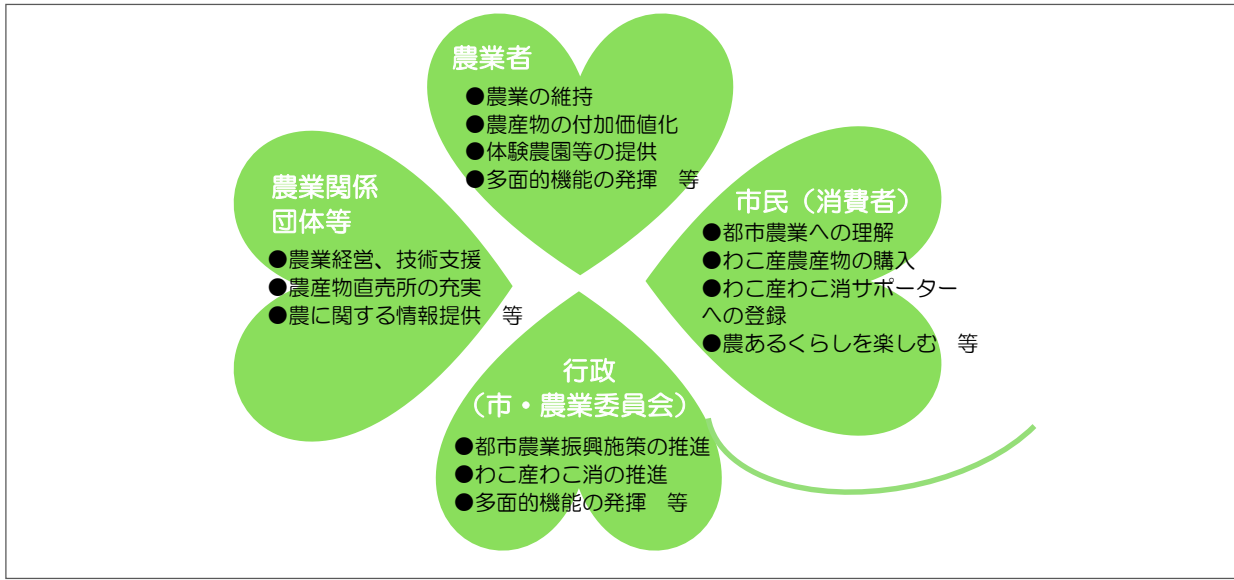 農業者
●農業の維持
●農産物の付加価値化
●体験農園等の提供
●多面的機能の発揮　等
農業関係
団体等
●農業経営、技術支援
●農産物直売所の充実
●農に関する情報提供　等
市民（消費者）
●都市農業への理解
●わこ産農産物の購入
●わこ産わこ消サポーター
への登録
●農あるくらしを楽しむ　等
行政
（市・農業委員会）
●都市農業振興施策の推進
●わこ産わこ消の推進
●多面的機能の発揮　等